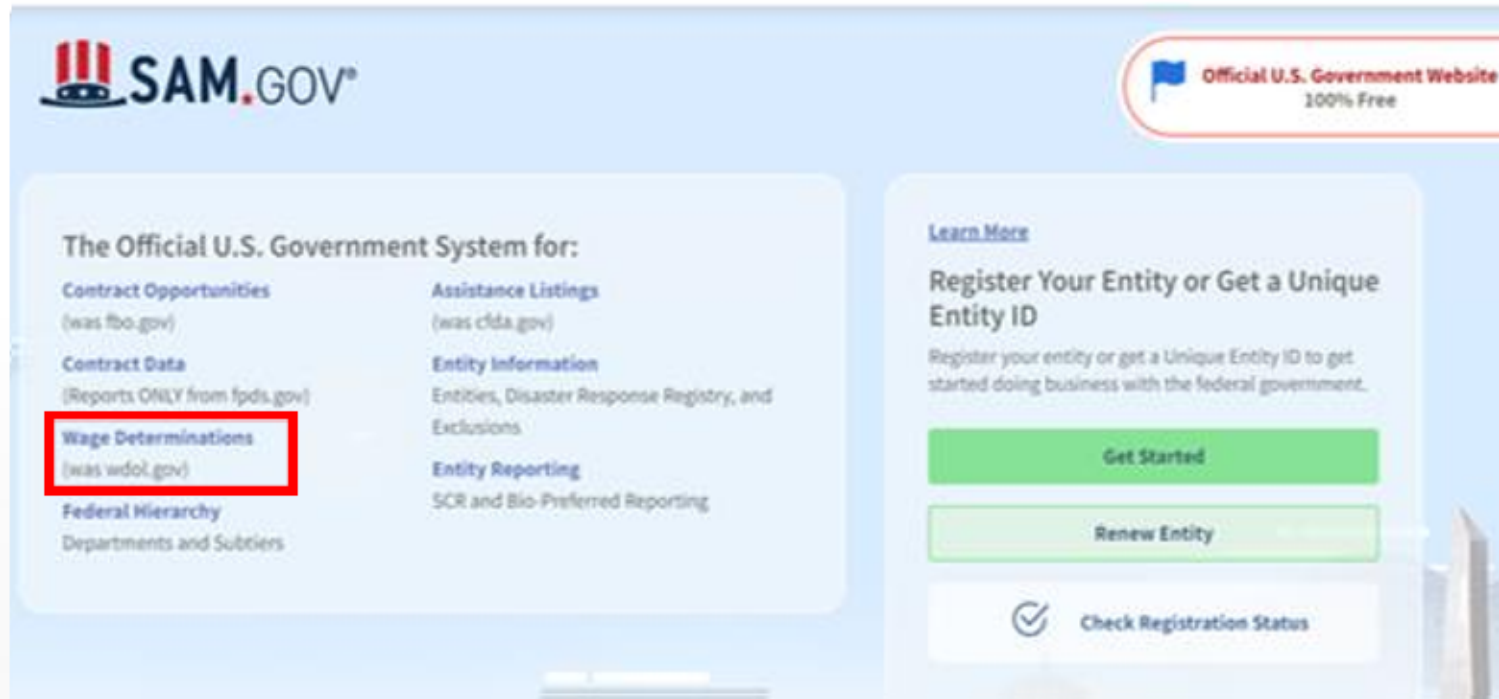 SAM.GOV®
Official U.S. Government Website
100% Free
The Official U.S. Government System for:
Contract Opportunities
(was fbo.gov)
Contract Data
(Reports ONLY from fpds.gov)
Wage Determinations
(was wdol.gov)
Federal Hierarchy
Departments and Subtiers
Assistance Listings
(was cfda.gov)
Entity Information
Entities, Disaster Response Registry, and
Exclusions
Entity Reporting
SCR and Bio-Preferred Reporting
Learn More
Register Your Entity or Get a Unique
Entity ID
Register your entity or get a Unique Entity ID to get
started doing business with the federal government.
Get Started
Renew Entity
Check Registration Status